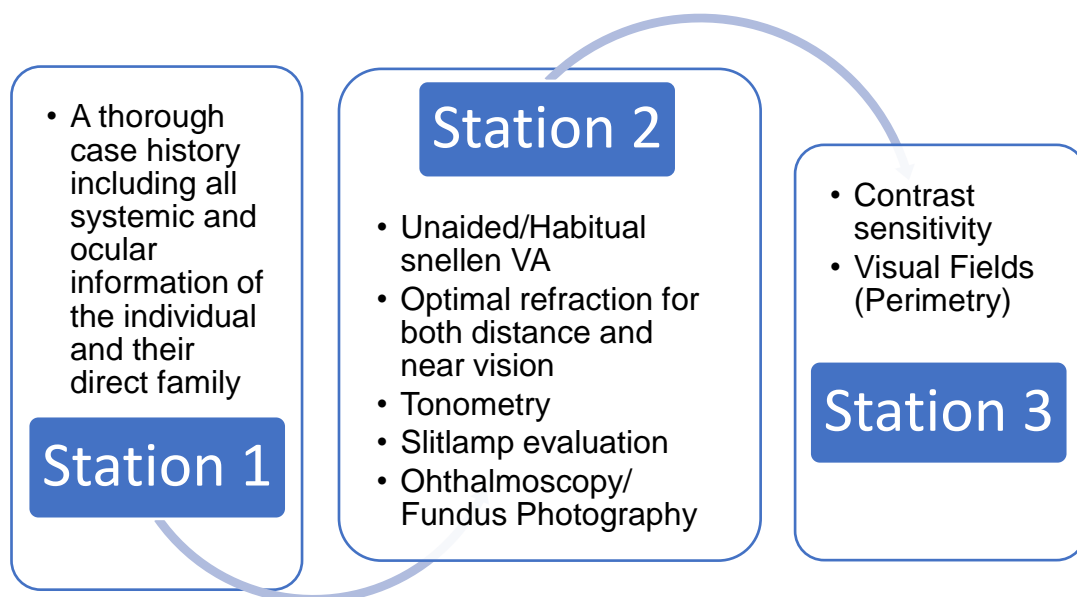 • A thorough
case history
including all
systemic and
ocular
information of
the individual
and their
direct family
Station 1
Station 2
• Unaided/Habitual
snellen VA
• Optimal refraction for
both distance and
near vision
• Tonometry
• Slitlamp evaluation
• Ohthalmoscopy/
Fundus Photography
• Contrast
sensitivity
• Visual Fields
(Perimetry)
Station 3